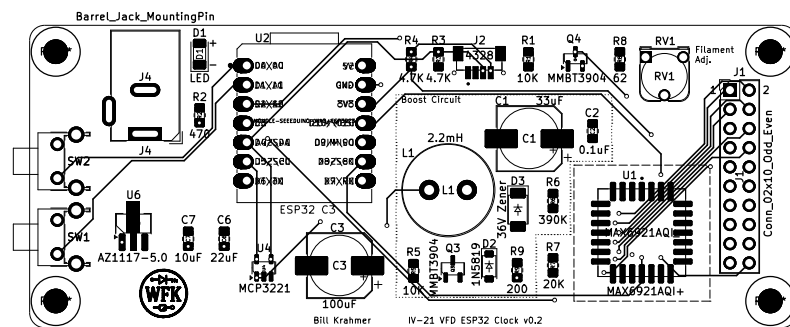 Barrel_Jack_MountingPin
D1
U2
R4
R3
J2
R1
Q4
R8
RV1
Filament
Adj.
J4
D1
LED
4328
4.7K
4.7K
10K
MMBT3904
62
RV1
J1
R2
470
GND
3V3
Boost Circuit
C1
33uF
C2
1
2
J4
2.2mH
C1
0.1uF
SW2
L1
L1
D3
36V Zener
R6
390K
U1
Conn_02x10_Odd_Even
J1
SW1
U6
C7
C6
ESP32 C3
MAX6921AQI+
AZ1117-5.0
10uF
22uF
U4
MCP3221
C3
C3
100uF
R5
10K
MMBT3904
Q3
1N5819
D2
R9
200
R7
20K
MAX6921AQI+
WFK
Bill Krahmer
IV-21 VFD ESP32 Clock v0.2